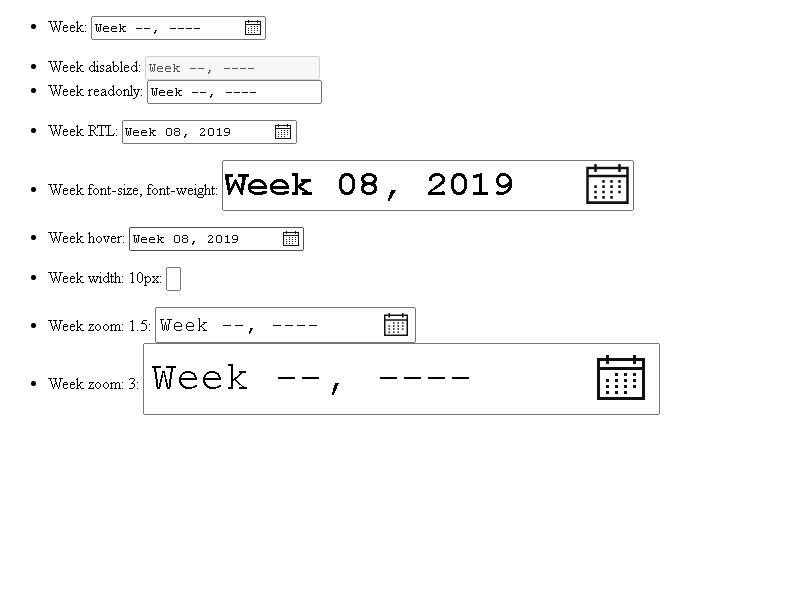 Week: Week --, ----
Week disabled: Week --, ----
Week readonly: Week --, ----
Week RTL: Week 08, 2019
Week font-size, font-weight: Week 08, 2019
Week hover: Week 08, 2019
Week width: 10px:
Week zoom: 1.5: Week --, ----
Week zoom: 3: Week --, ----